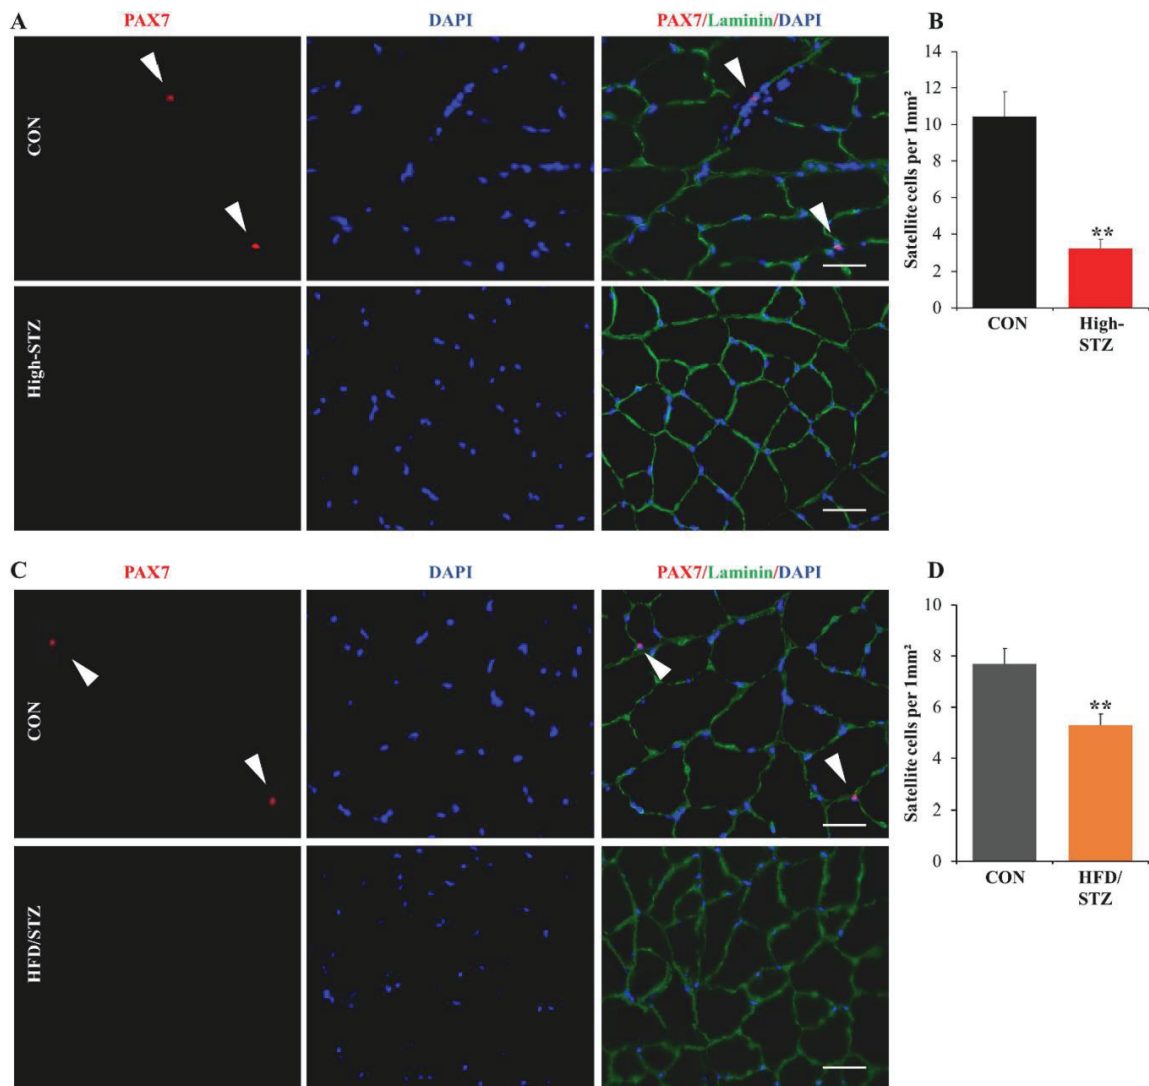 A
PAX7
DAPI
PAX7/Laminin/DAPI
CON
High-STZ
B
Satellite cells per 1mm²
14
12
10
8
6
4
2
0
**
CON
High-
STZ
C
PAX7
DAPI
PAX7/Laminin/DAPI
CON
HFD/STZ
D
Satellite cells per 1mm²
10
8
6
4
2
0
**
CON
HFD/
STZ